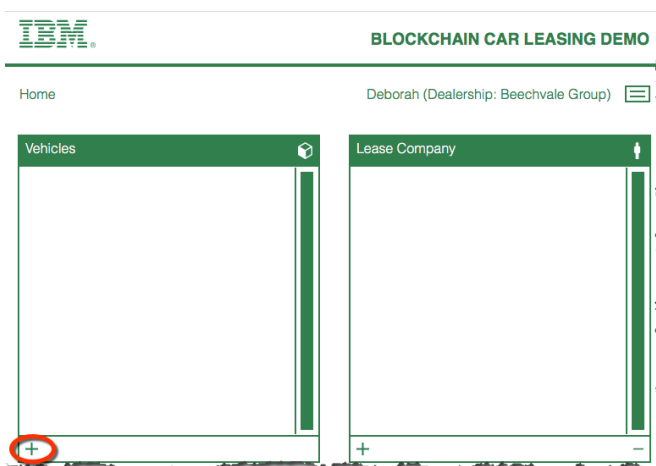 IBM.
BLOCKCHAIN CAR LEASING DEMO
Home
Deborah (Dealership: Beechvale Group)
Vehicles
Lease Company
+
+ −